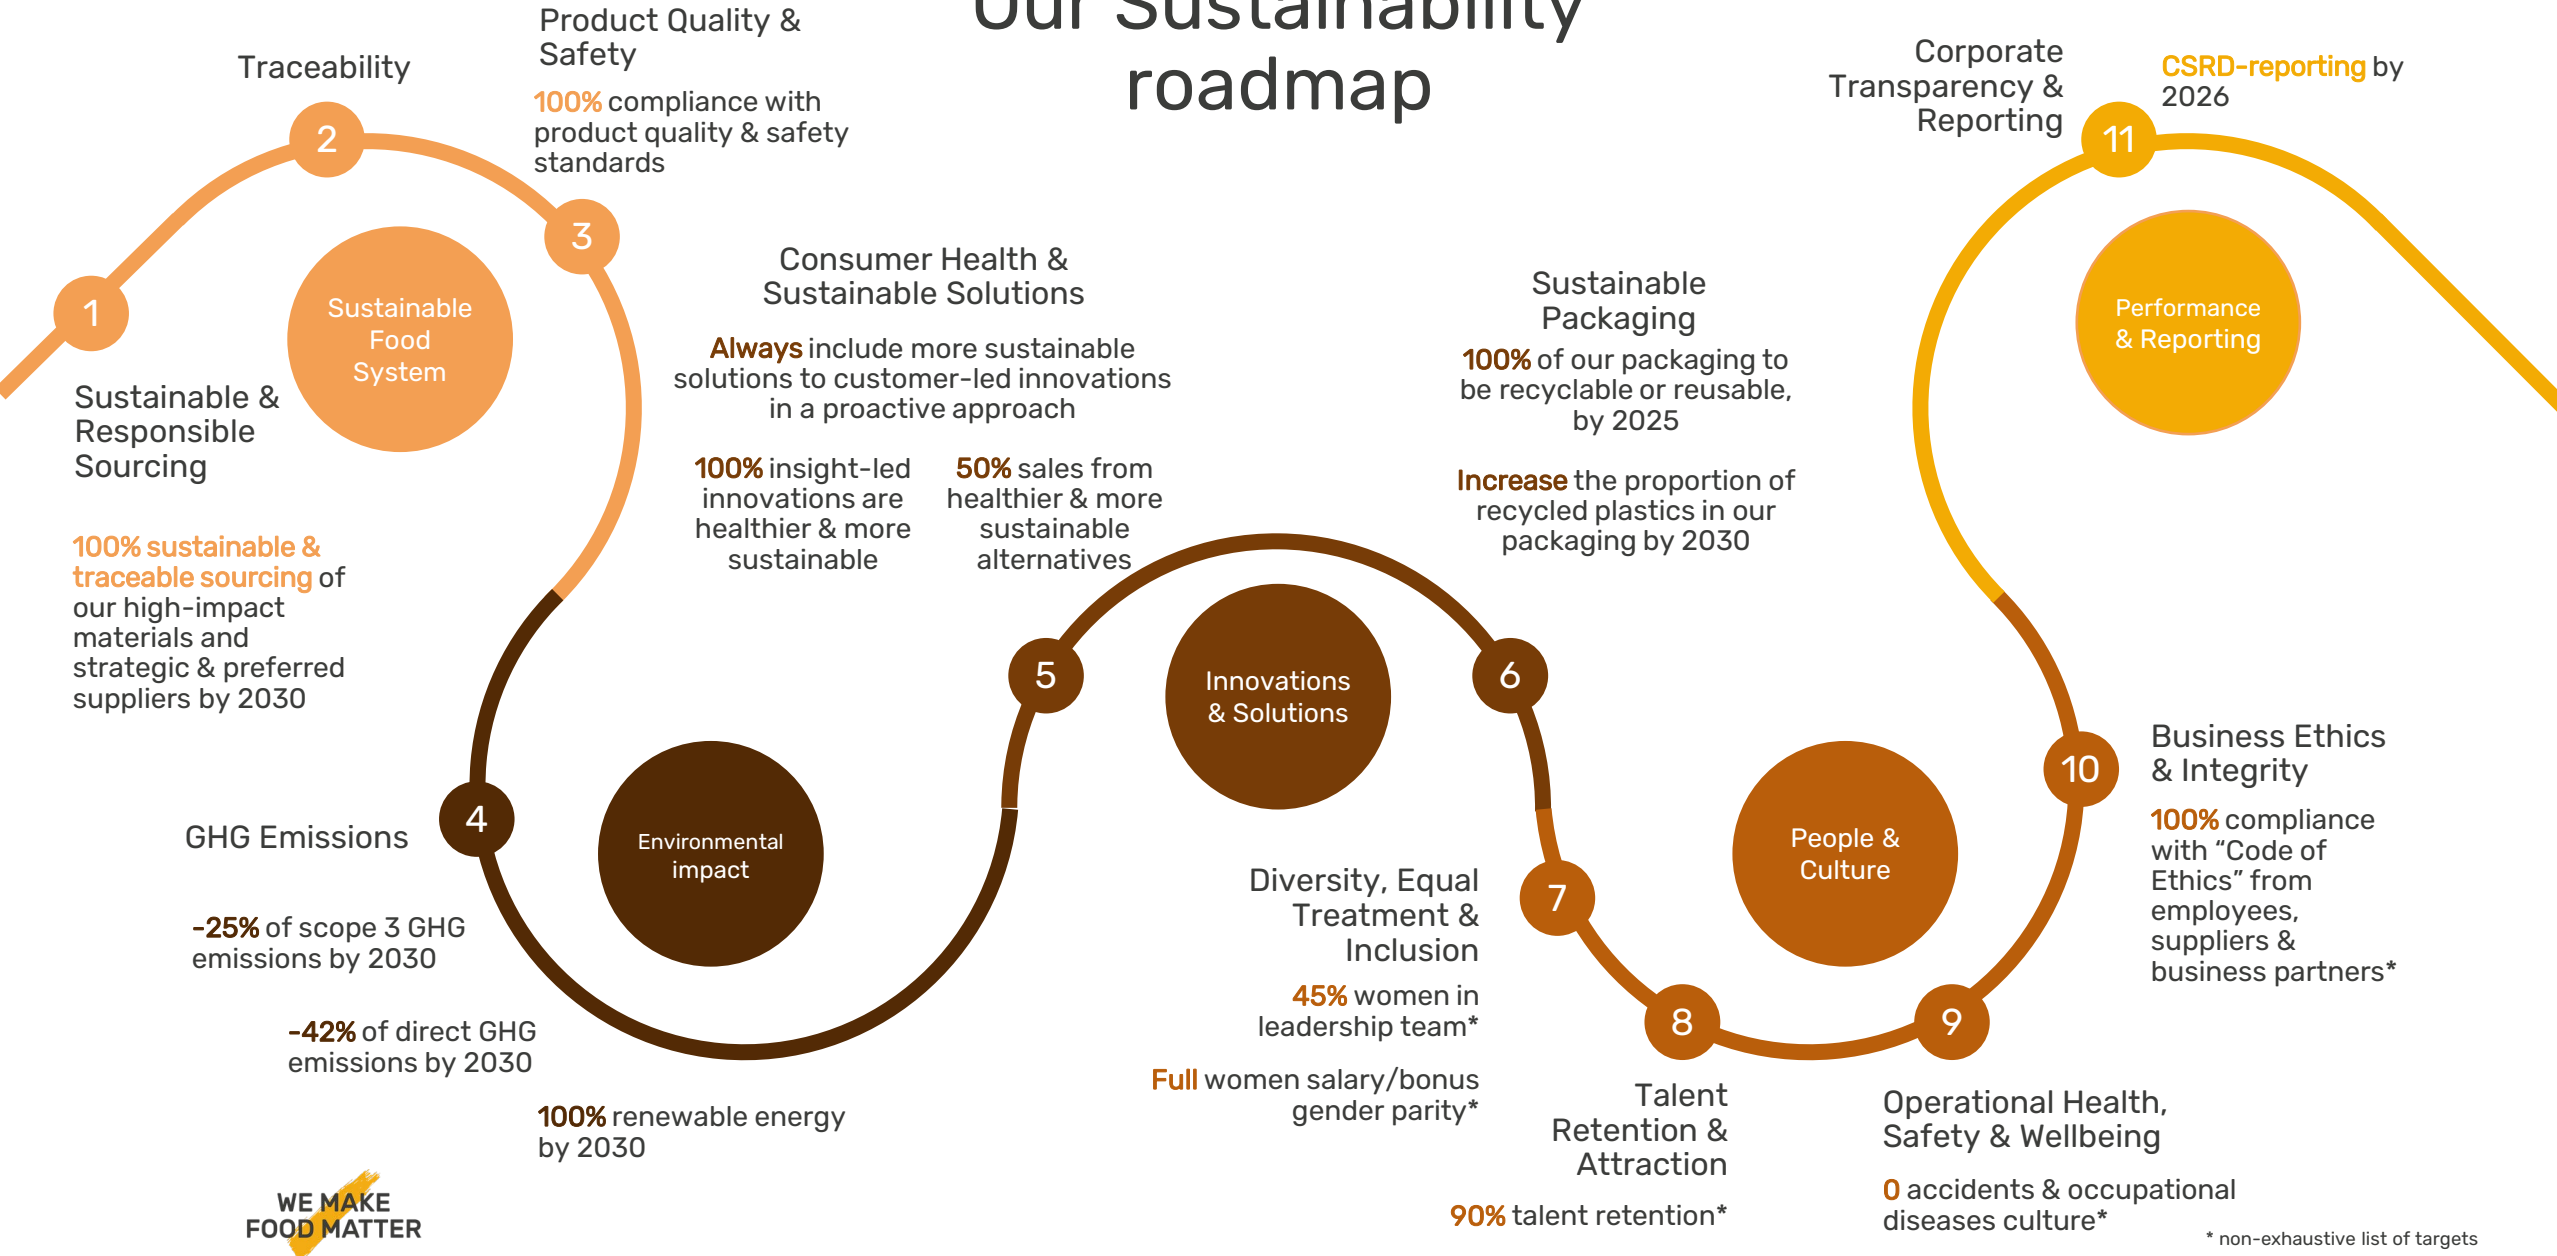 Our Sustainability
roadmap
Traceability
2
Product Quality &
Safety
100% compliance with
product quality & safety
standards
3
1
Sustainable
Food
System
Sustainable &
Responsible
Sourcing
100% sustainable &
traceable sourcing of
our high-impact
materials and
strategic & preferred
suppliers by 2030
4
GHG Emissions
-25% of scope 3 GHG
emissions by 2030
-42% of direct GHG
emissions by 2030
100% renewable energy
by 2030
Environmental
impact
Consumer Health &
Sustainable Solutions
Always include more sustainable
solutions to customer-led innovations
in a proactive approach
100% insight-led
innovations are
healthier & more
sustainable
50% sales from
healthier & more
sustainable
alternatives
5
Innovations
& Solutions
6
Sustainable
Packaging
100% of our packaging to
be recyclable or reusable,
by 2025
Increase the proportion of
recycled plastics in our
packaging by 2030
7
Diversity, Equal
Treatment &
Inclusion
45% women in
leadership team*
Full women salary/bonus
gender parity*
People &
Culture
8
Talent
Retention &
Attraction
90% talent retention*
9
Operational Health,
Safety & Wellbeing
0 accidents & occupational
diseases culture*
10
Business Ethics
& Integrity
100% compliance
with “Code of
Ethics” from
employees,
suppliers &
business partners*
Corporate
Transparency &
Reporting
11
CSRD-reporting by
2026
Performance
& Reporting
WE MAKE
FOOD MATTER
* non-exhaustive list of targets